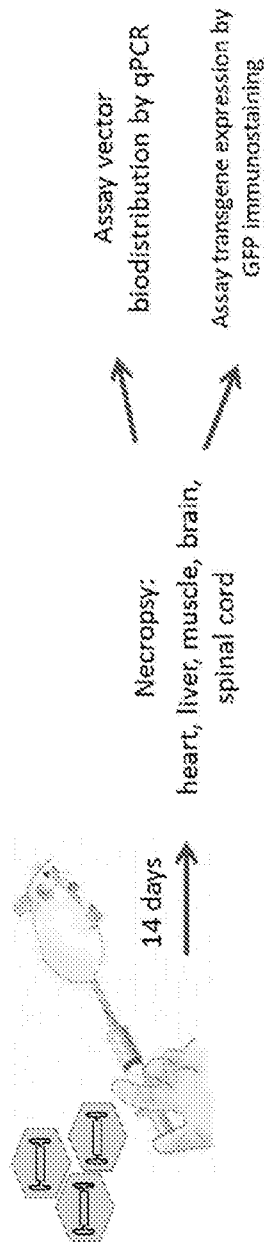 14 days
Necropsy:
heart, liver, muscle, brain,
spinal cord
Assay vector
biodistribution by qPCR
Assay transgene expression by
GFP immunostaining